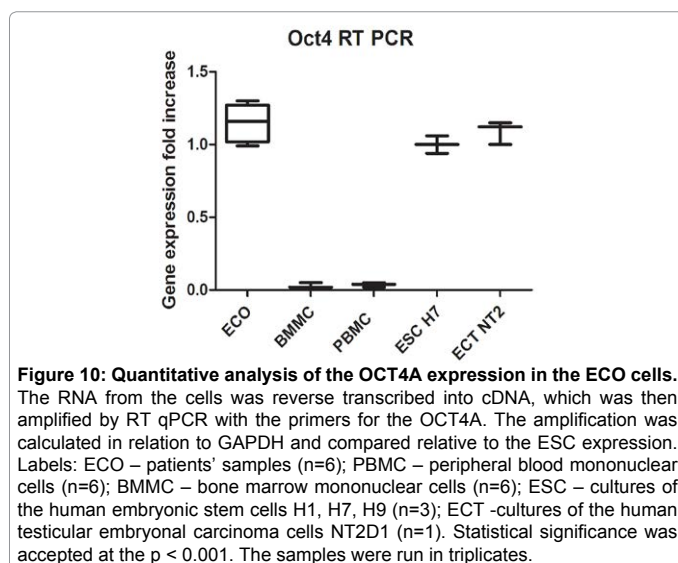 Oct4 RT PCR
Gene expression fold increase
1.5
1.0
0.5
0.0
ECO
BMMC
PBMC
ESC H7
ECT NT2
Figure 10: Quantitative analysis of the OCT4A expression in the ECO cells.
The RNA from the cells was reverse transcribed into cDNA, which was then
amplified by RT qPCR with the primers for the OCT4A. The amplification was
calculated in relation to GAPDH and compared relative to the ESC expression.
Labels: ECO – patients’ samples (n=6); PBMC – peripheral blood mononuclear
cells (n=6); BMMC – bone marrow mononuclear cells (n=6); ESC – cultures of
the human embryonic stem cells H1, H7, H9 (n=3); ECT -cultures of the human
testicular embryonal carcinoma cells NT2D1 (n=1). Statistical significance was
accepted at the p < 0.001. The samples were run in triplicates.